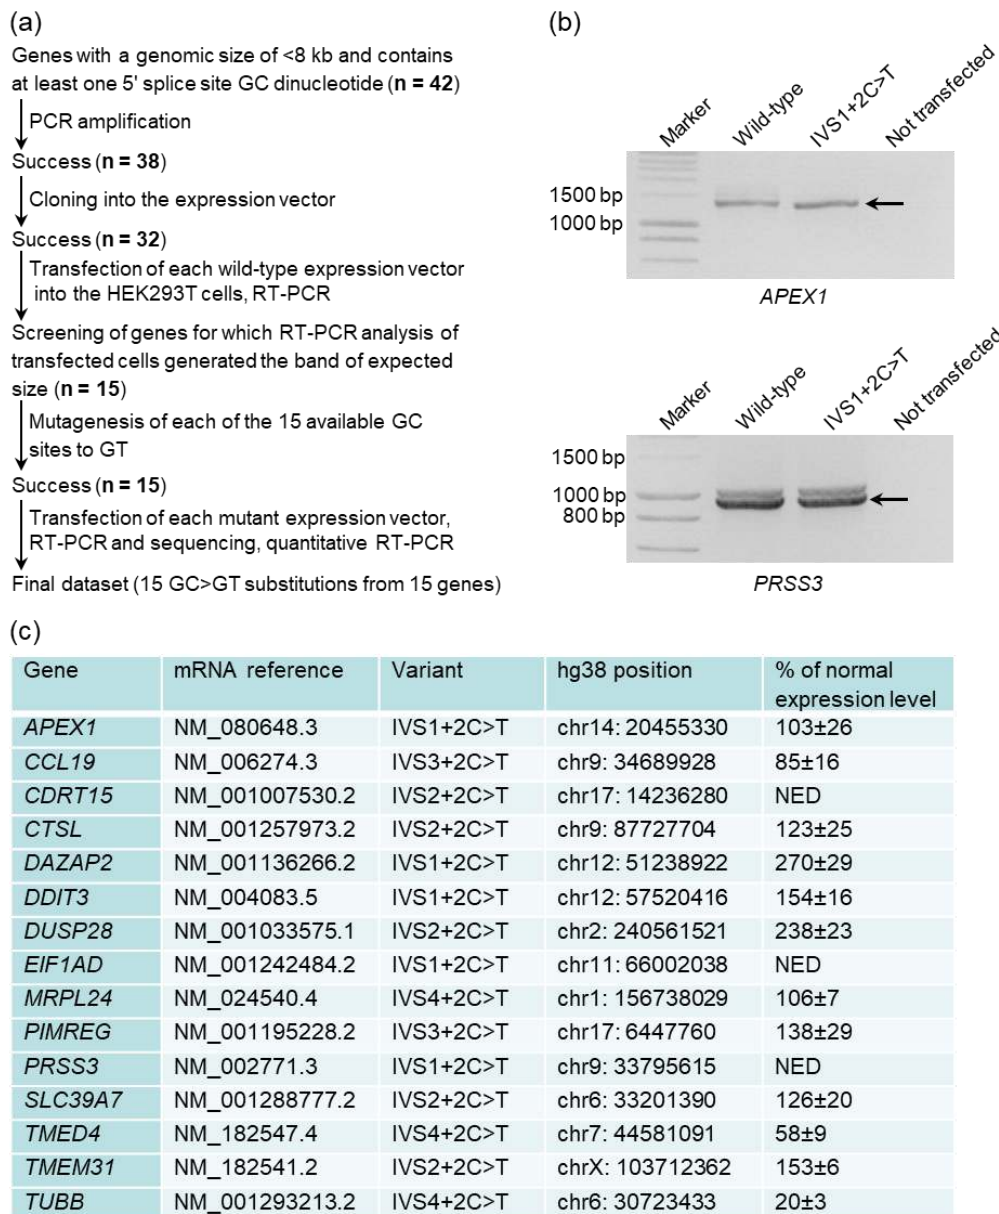 (a)
Genes with a genomic size of <8 kb and contains
at least one 5' splice site GC dinucleotide (n = 42)
PCR amplification
Success (n = 38)
Cloning into the expression vector
Success (n = 32)
Transfection of each wild-type expression vector
into the HEK293T cells, RT-PCR
Screening of genes for which RT-PCR analysis of
transfected cells generated the band of expected
size (n = 15)
Mutagenesis of each of the 15 available GC
sites to GT
Success (n = 15)
Transfection of each mutant expression vector,
RT-PCR and sequencing, quantitative RT-PCR
Final dataset (15 GC>GT substitutions from 15 genes)
(b)
Marker
Wild-type
IVS1+2C>T
Not transfected
1500 bp
1000 bp
APEX1
Marker
Wild-type
IVS1+2C>T
Not transfected
1500 bp
1000 bp
800 bp
PRSS3
(c)
Gene mRNA reference Variant hg38 position % of normal
expression level
APEX1 NM_080648.3 IVS1+2C>T chr14: 20455330 103±26
CCL19 NM_006274.3 IVS3+2C>T chr9: 34689928 85±16
CDRT15 NM_001007530.2 IVS2+2C>T chr17: 14236280 NED
CTSL NM_001257973.2 IVS2+2C>T chr9: 87727704 123±25
DAZAP2 NM_001136266.2 IVS1+2C>T chr12: 51238922 270±29
DDIT3 NM_004083.5 IVS1+2C>T chr12: 57520416 154±16
DUSP28 NM_001033575.1 IVS2+2C>T chr2: 240561521 238±23
EIF1AD NM_001242484.2 IVS1+2C>T chr11: 66002038 NED
MRPL24 NM_024540.4 IVS4+2C>T chr1: 156738029 106±7
PIMREG NM_001195228.2 IVS3+2C>T chr17: 6447760 138±29
PRSS3 NM_002771.3 IVS1+2C>T chr9: 33795615 NED
SLC39A7 NM_001288777.2 IVS2+2C>T chr6: 33201390 126±20
TMED4 NM_182547.4 IVS4+2C>T chr7: 44581091 58±9
TMEM31 NM_182541.2 IVS2+2C>T chrX: 103712362 153±6
TUBB NM_001293213.2 IVS4+2C>T chr6: 30723433 20±3